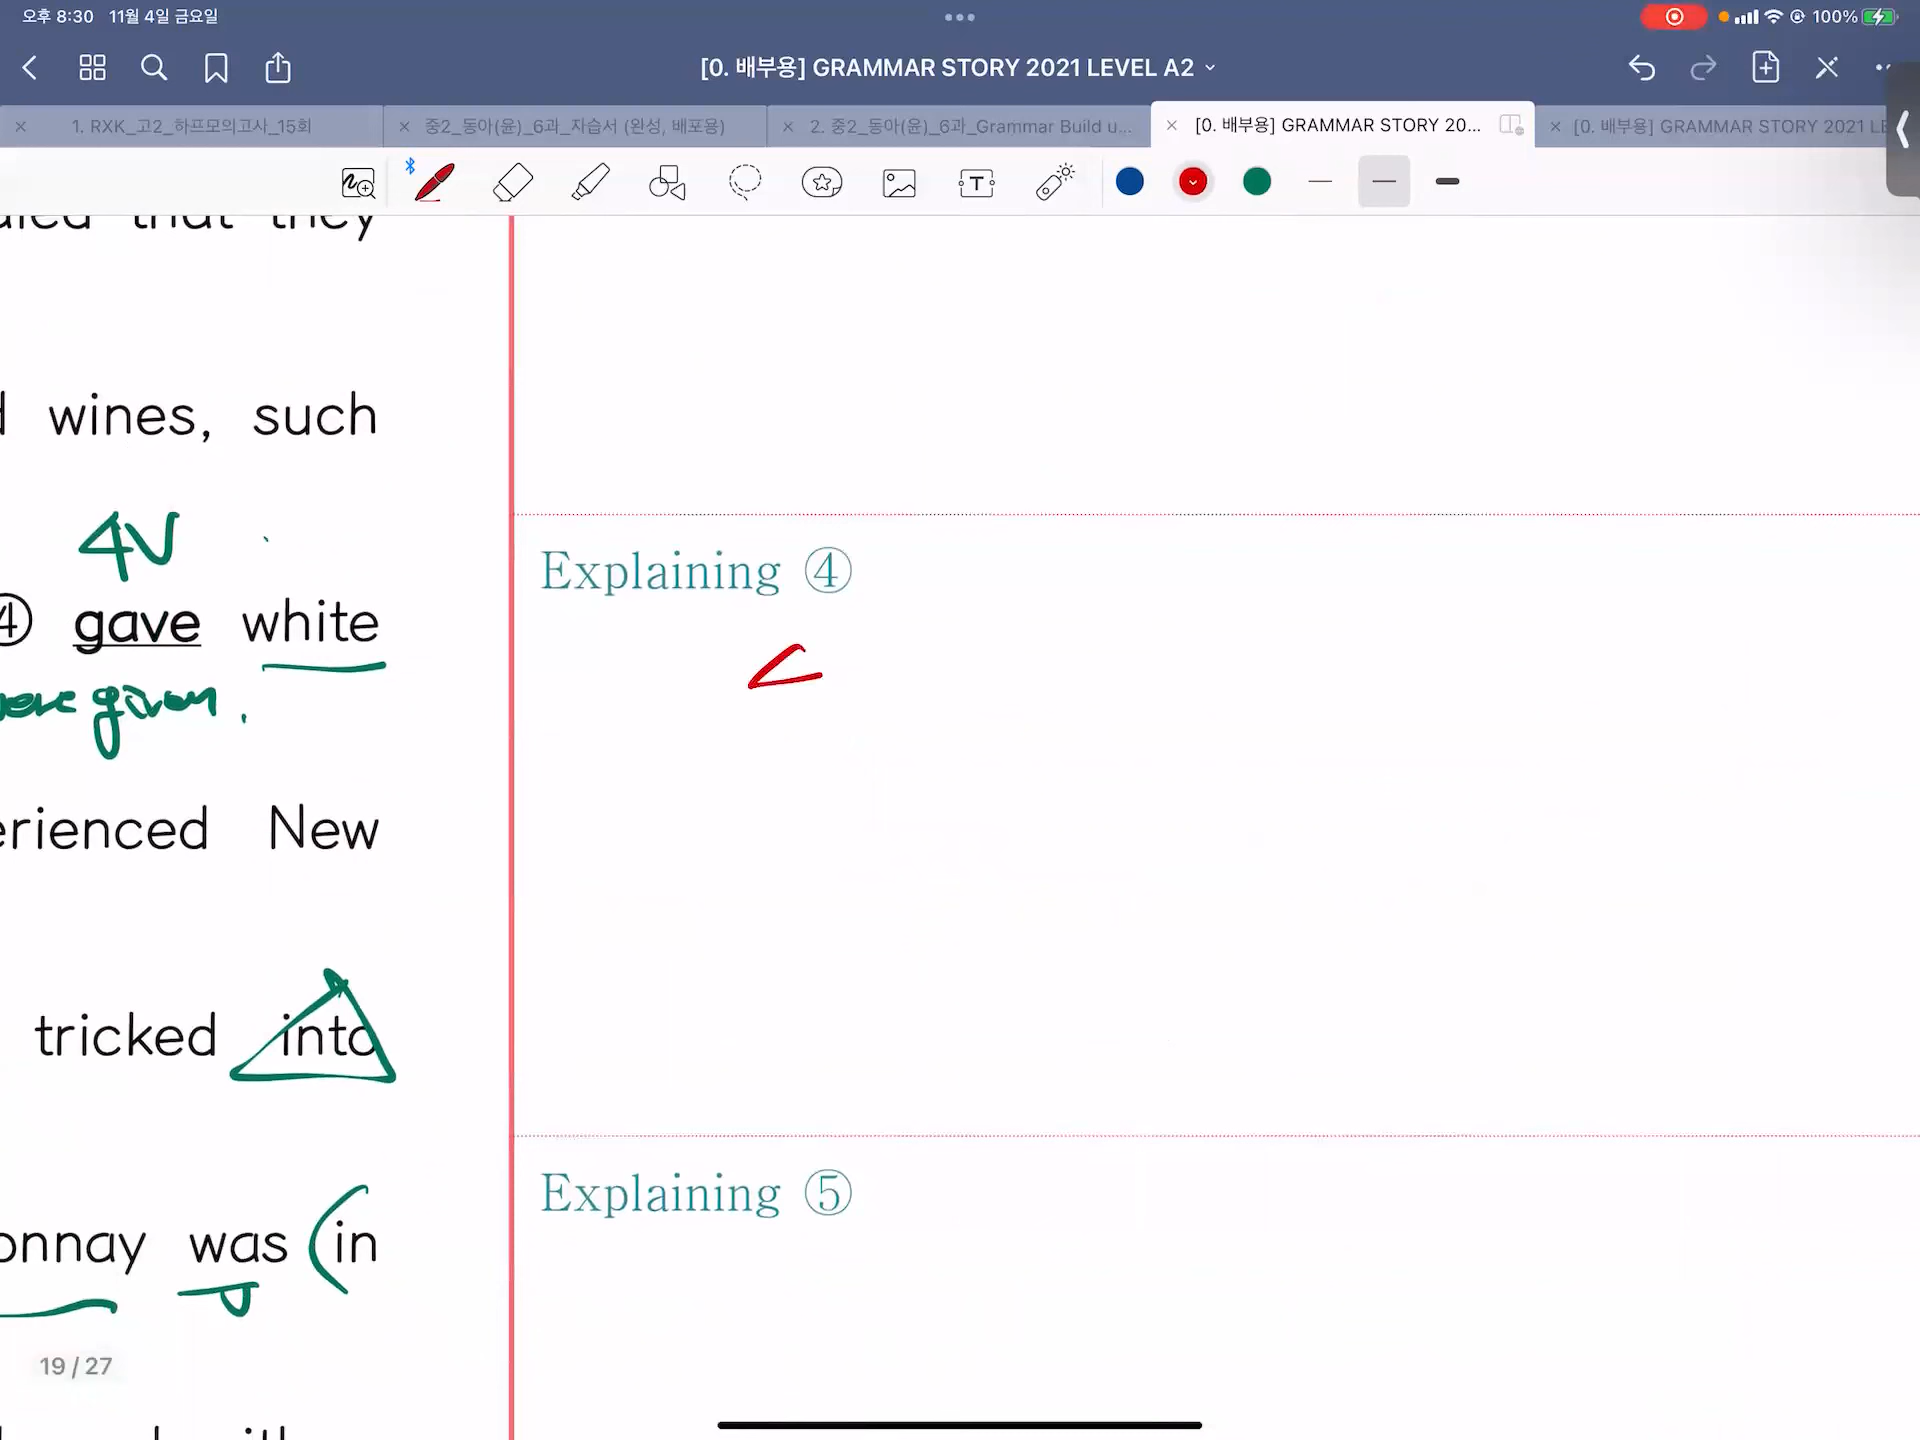 오후 8:30 11월 4일 금요일
100%
[0. 배부용] GRAMMAR STORY 2021 LEVEL A2
1. RXK_고2_하프모의고사_15회
중2_동아(윤)_6과_자습서 (완성, 배포용)
2. 중2_동아(윤)_6과_Grammar Build u...
[0. 배부용] GRAMMAR STORY 20...
[0. 배부용] GRAMMAR STORY 2021 LE
that they
wines, such
4V
④ gave white
given.
New
tricked into
was (in
19 / 27
Explaining ④
Explaining ⑤